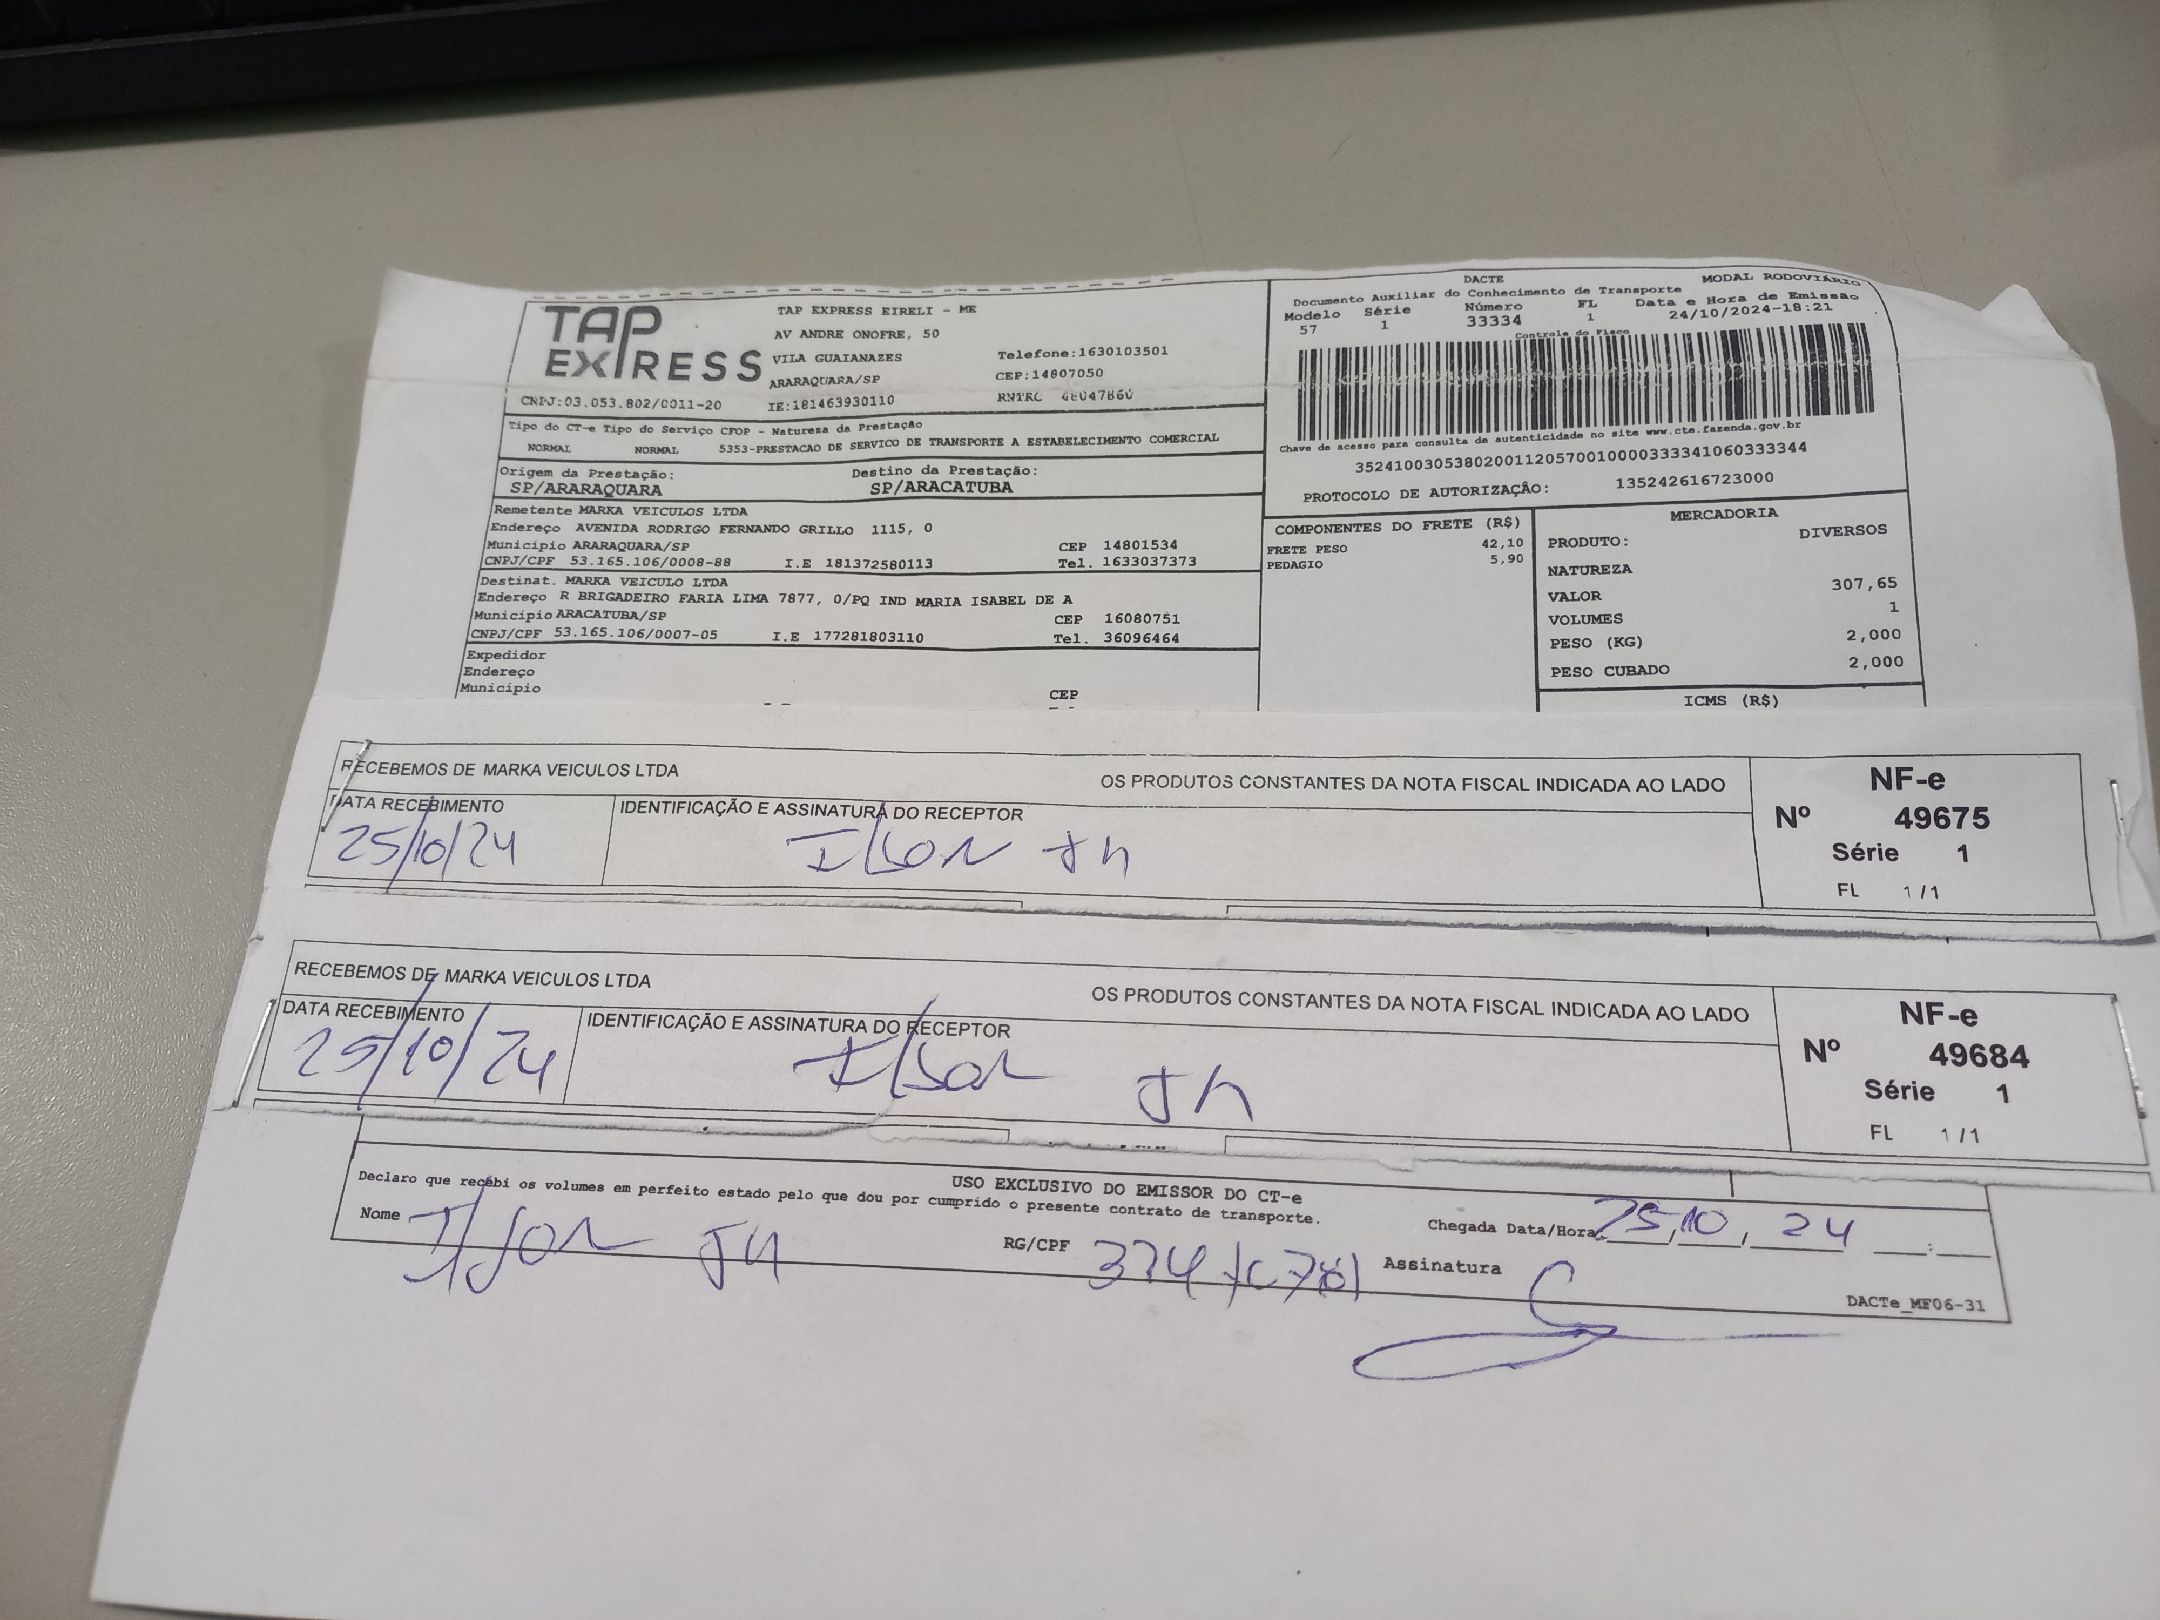 TAP EXPRESS
TAP EXPRESS EIRELI - ME
AV ANDRE ONOFRE, 50
VILA GUAIANAZES Telefone:1630103501
ARARAQUARA/SP CEP:14807050
CNPJ:03.053.802/0011-20 IE:181463930110 RNTRC
Tipo do CT-e Tipo do Serviço CFOP - Natureza da Prestação
NORMAL NORMAL 5353-PRESTACAO DE SERVICO DE TRANSPORTE A ESTABELECIMENTO COMERCIAL
Origem da Prestação: Destino da Prestação:
SP/ARARAQUARA SP/ARACATUBA
Remetente MARKA VEICULOS LTDA
Endereço AVENIDA RODRIGO FERNANDO GRILLO 1115, 0
Município ARARAQUARA/SP CEP 14801534
CNPJ/CPF 53.165.106/0008-88 I.E 181372580113 Tel. 1633037373
Destinat. MARKA VEICULO LTDA
Endereço R BRIGADEIRO FARIA LIMA 7877, 0/PQ IND MARIA ISABEL DE A
Município ARACATUBA/SP CEP 16080751
CNPJ/CPF 53.165.106/0007-05 I.E 177281803110 Tel. 36096464
Expedidor
Endereço
Município CEP
DACTE MODAL RODOVIÁRIO
Documento Auxiliar do Conhecimento de Transporte
Modelo Série Número FL Data e Hora de Emissão
57 1 33334 1 24/10/2024-18:21
Controle do Fisco
Chave de acesso para consulta de autenticidade no site www.cte.fazenda.gov.br
35241003053802001120570010000333341060333344
PROTOCOLO DE AUTORIZAÇÃO: 135242616723000
COMPONENTES DO FRETE (R$)
FRETE PESO 42,10
PEDAGIO 5,90
MERCADORIA
PRODUTO: DIVERSOS
NATUREZA
VALOR 307,65
VOLUMES 1
PESO (KG) 2,000
PESO CUBADO 2,000
ICMS (R$)
RECEBEMOS DE MARKA VEICULOS LTDA OS PRODUTOS CONSTANTES DA NOTA FISCAL INDICADA AO LADO
DATA RECEBIMENTO IDENTIFICAÇÃO E ASSINATURA DO RECEPTOR
25/10/24 Ilson
NF-e
Nº 49675
Série 1
FL 1/1
RECEBEMOS DE MARKA VEICULOS LTDA OS PRODUTOS CONSTANTES DA NOTA FISCAL INDICADA AO LADO
DATA RECEBIMENTO IDENTIFICAÇÃO E ASSINATURA DO RECEPTOR
25/10/24 Ilson
NF-e
Nº 49684
Série 1
FL 1/1
USO EXCLUSIVO DO EMISSOR DO CT-e
Declaro que recebi os volumes em perfeito estado pelo que dou por cumprido o presente contrato de transporte.
Nome Ilson RG/CPF Chegada Data/Hora 25/10/24
Assinatura
DACTe_MF06-31